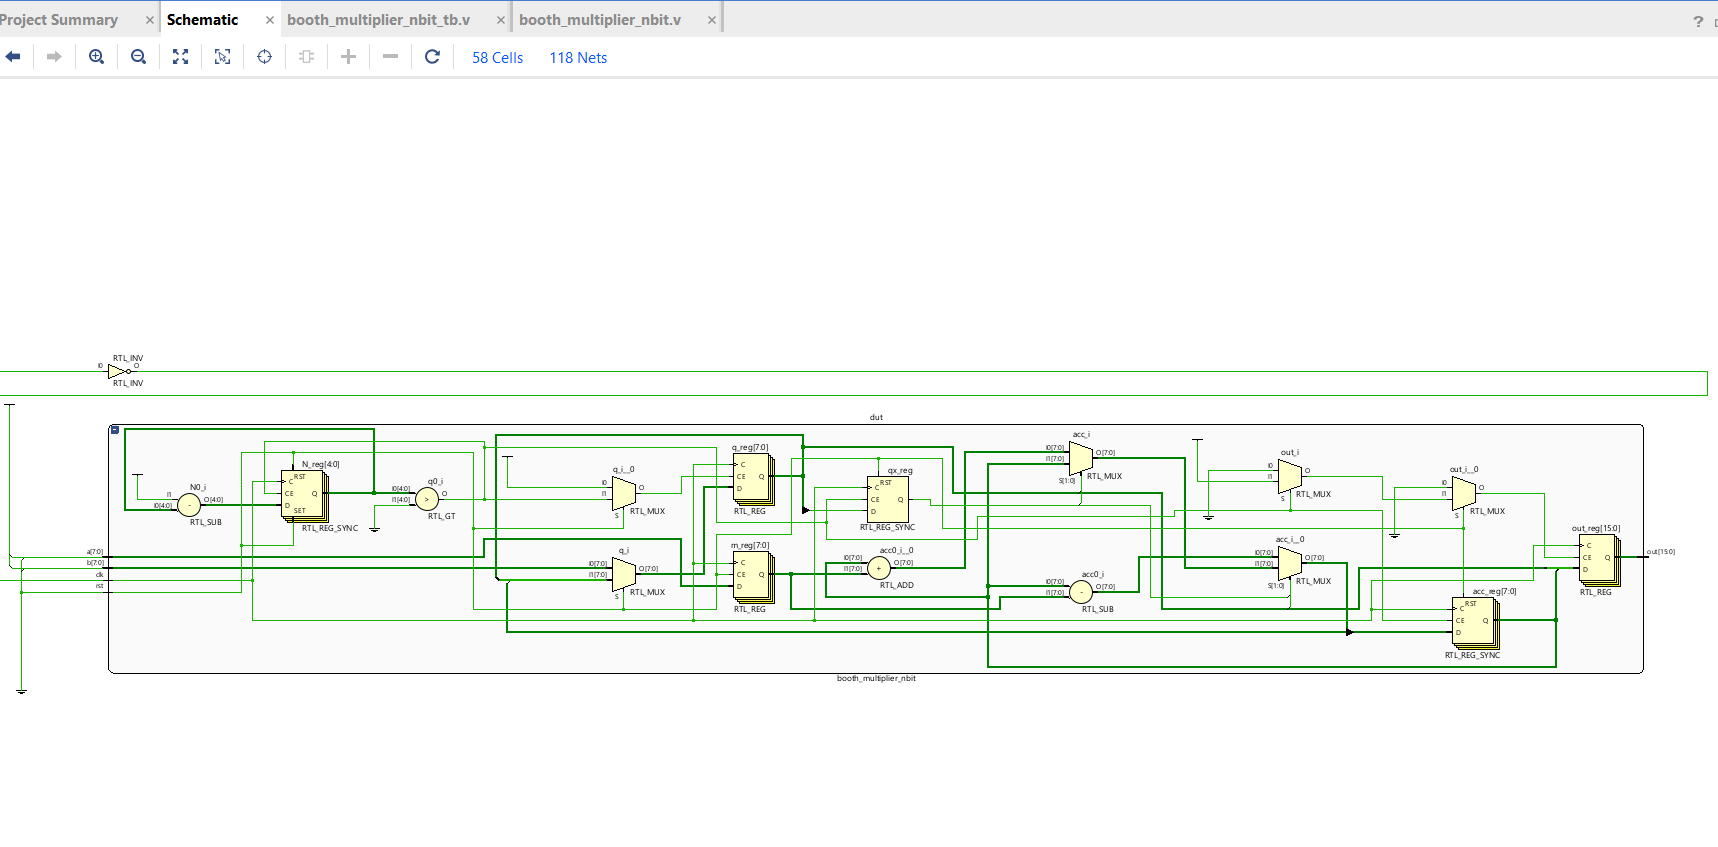 Project Summary × Schematic × booth_multiplier_nbit_tb.v × booth_multiplier_nbit.v × ?
58 Cells 118 Nets
RTL_INV
I0 O
RTL_INV
dut
N0_i
I1
I0[4:0]
O[4:0]
-
RTL_SUB
N_reg[4:0]
RST
C
CE
D
Q
SET
RTL_REG_SYNC
q0_i
I0[4:0]
I1[4:0]
O
>
RTL_GT
a[7:0]
b[7:0]
clk
rst
q_i__0
I0
I1
O
S
RTL_MUX
q_i
I0[7:0]
I1[7:0]
O[7:0]
S
RTL_MUX
q_reg[7:0]
C
CE
D
Q
RTL_REG
m_reg[7:0]
C
CE
D
Q
RTL_REG
qx_reg
RST
C
CE
D
Q
RTL_REG_SYNC
acc0_i__0
I0[7:0]
I1[7:0]
O[7:0]
+
RTL_ADD
acc_i
I0[7:0]
I1[7:0]
O[7:0]
S[1:0]
RTL_MUX
acc0_i
I0[7:0]
I1[7:0]
O[7:0]
-
RTL_SUB
out_i
I0
I1
O
S
RTL_MUX
acc_i__0
I0[7:0]
I1[7:0]
O[7:0]
S[1:0]
RTL_MUX
out_i__0
I0
I1
O
S
RTL_MUX
acc_reg[7:0]
RST
C
CE
D
Q
RTL_REG_SYNC
out_reg[15:0]
C
CE
D
Q
RTL_REG
out[15:0]
booth_multiplier_nbit